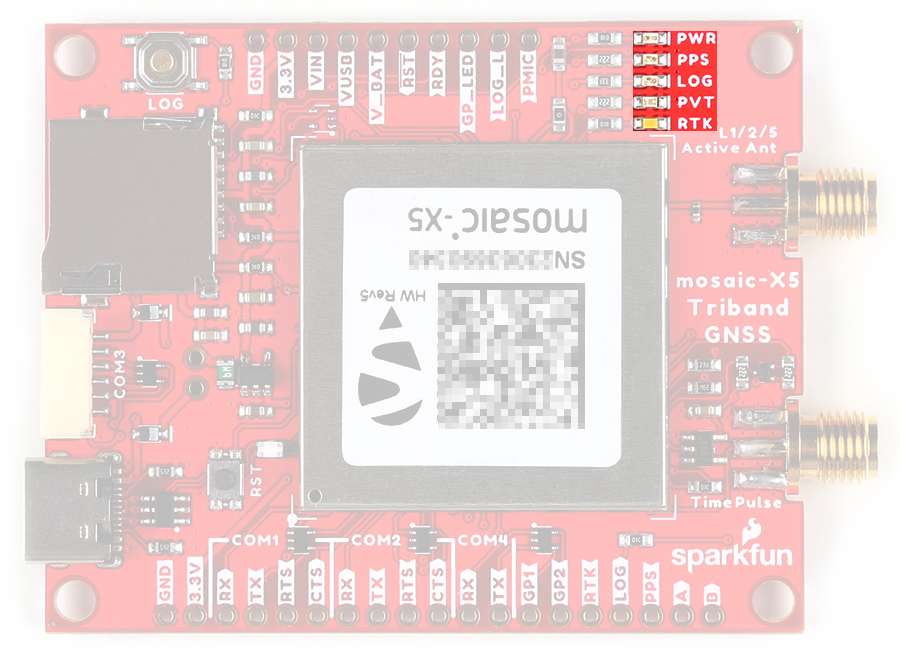 PWR
PPS
LOG
PVT
RTK
LOG
GND
3.3V
VIN
VUSB
V_BAT
RST
RDY
GP_LED
LOG_L
PMIC
L1/2/5
Active Ant
mosaic-X5
HW Rev5
mosaic-X5
Triband
GNSS
COM3
RST
TimePulse
sparkfun
COM1
COM2
COM4
GND
3.3V
RX
TX
RTS
CTS
RX
TX
RTS
CTS
RX
TX
GP1
GP2
RTK
LOG
PPS
A
B